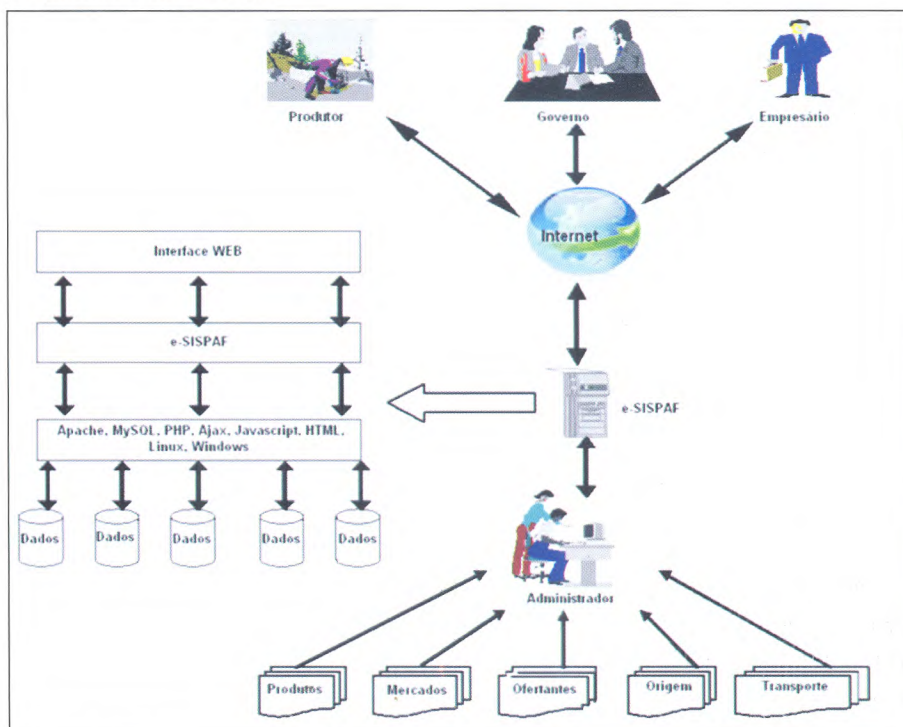 Produtor
Governo
Empresário
Internet
Interface WEB
e-SISPAF
Apache, MySOL, PHP, Ajax, Javascript, HTML,
Linux, Windows
Dados
Dados
Dados
Dados
Dados
e-SISPAF
Administrador
Produtos
Mercados
Ofertantes
Origem
Transporte